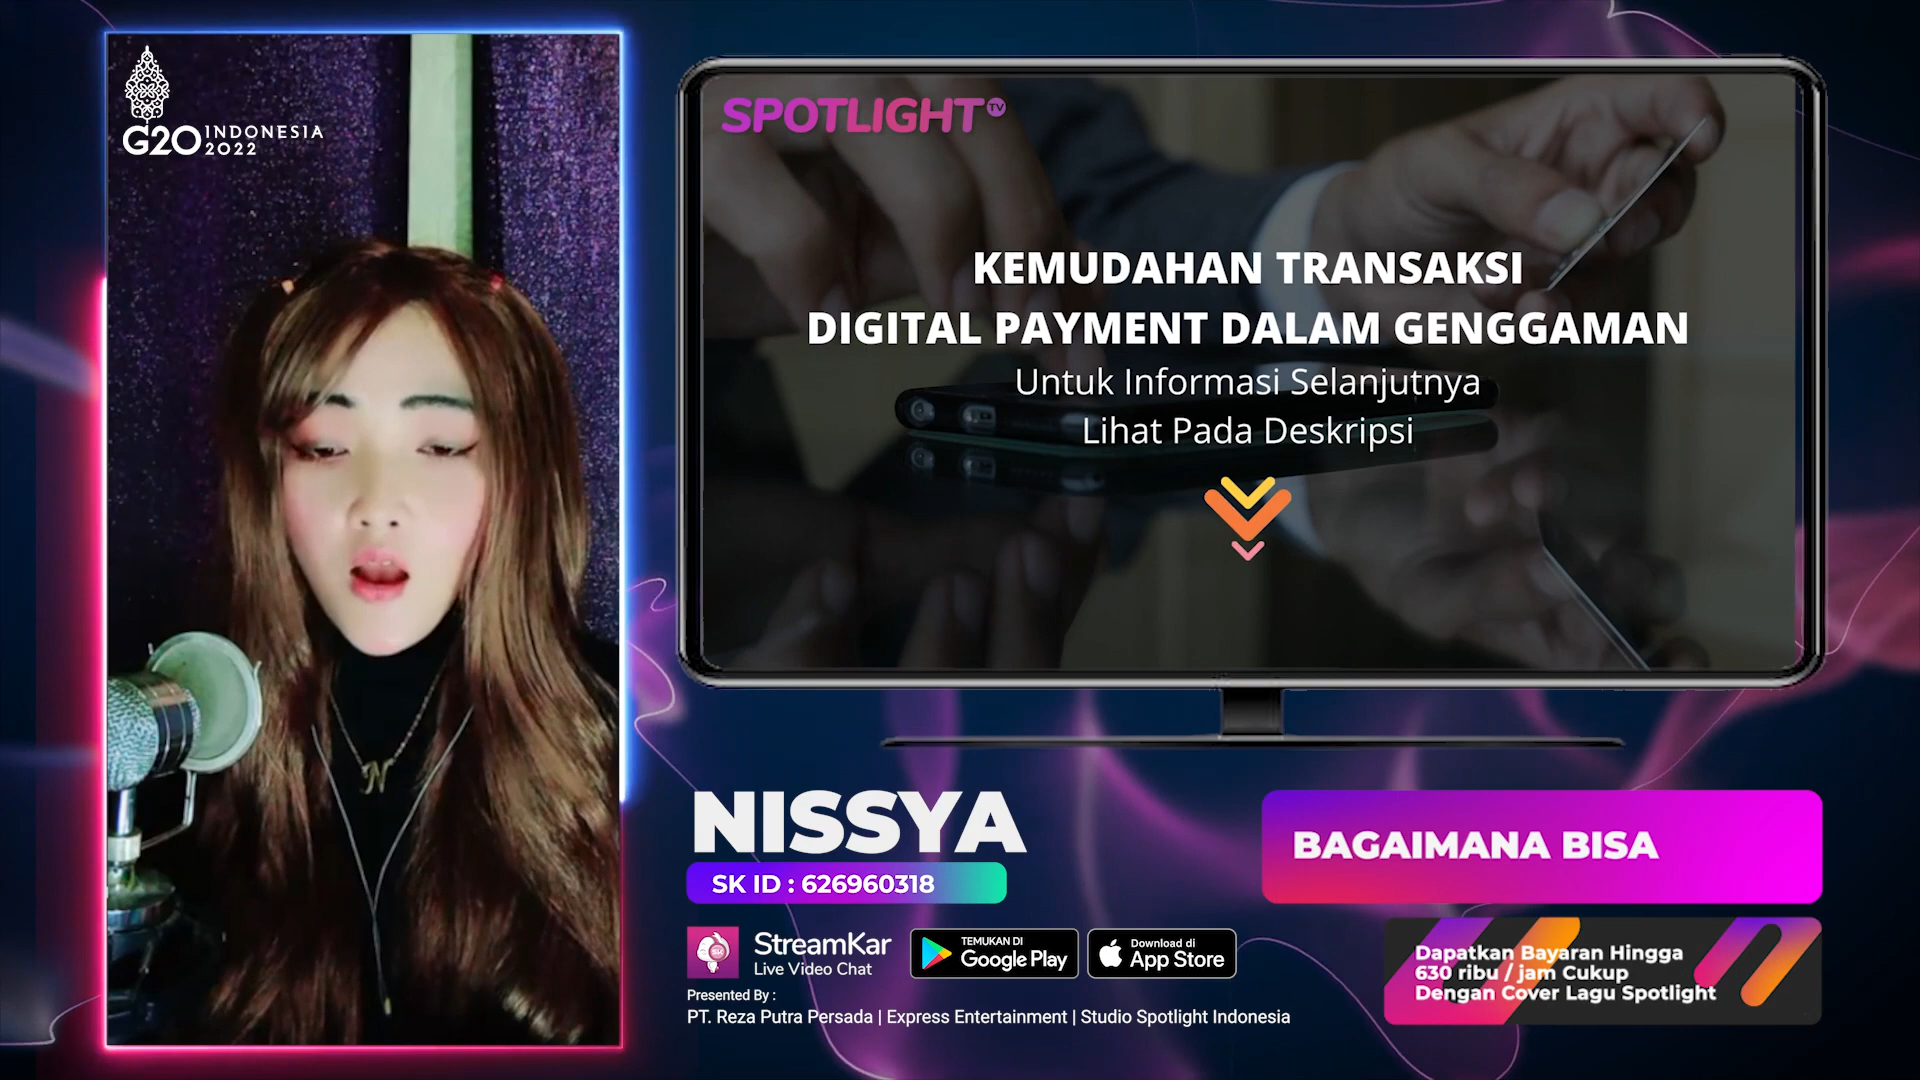 G20 INDONESIA
2022
SPOTLIGHT TV
KEMUDAHAN TRANSAKSI
DIGITAL PAYMENT DALAM GENGGAMAN
Untuk Informasi Selanjutnya
Lihat Pada Deskripsi
N
NISSYA
SK ID : 626960318
BAGAIMANA BISA
SK
StreamKar
Live Video Chat
TEMUKAN DI
Google Play
Download di
App Store
Presented By :
PT. Reza Putra Persada | Express Entertainment | Studio Spotlight Indonesia
Dapatkan Bayaran Hingga
630 ribu / jam Cukup
Dengan Cover Lagu Spotlight